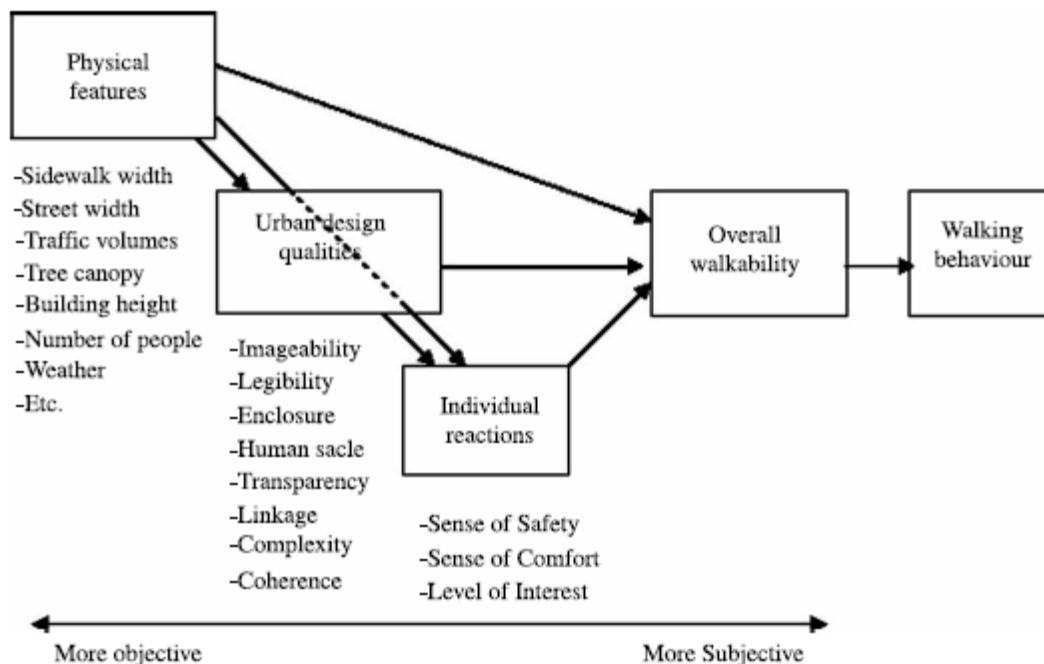 Physical
features
-Sidewalk width
-Street width
-Traffic volumes
-Tree canopy
-Building height
-Number of people
-Weather
-Etc.
Urban design
qualities
-Imageability
-Legibility
-Enclosure
-Human sacle
-Transparency
-Linkage
-Complexity
-Coherence
Individual
reactions
-Sense of Safety
-Sense of Comfort
-Level of Interest
Overall
walkability
Walking
behaviour
More objective
More Subjective